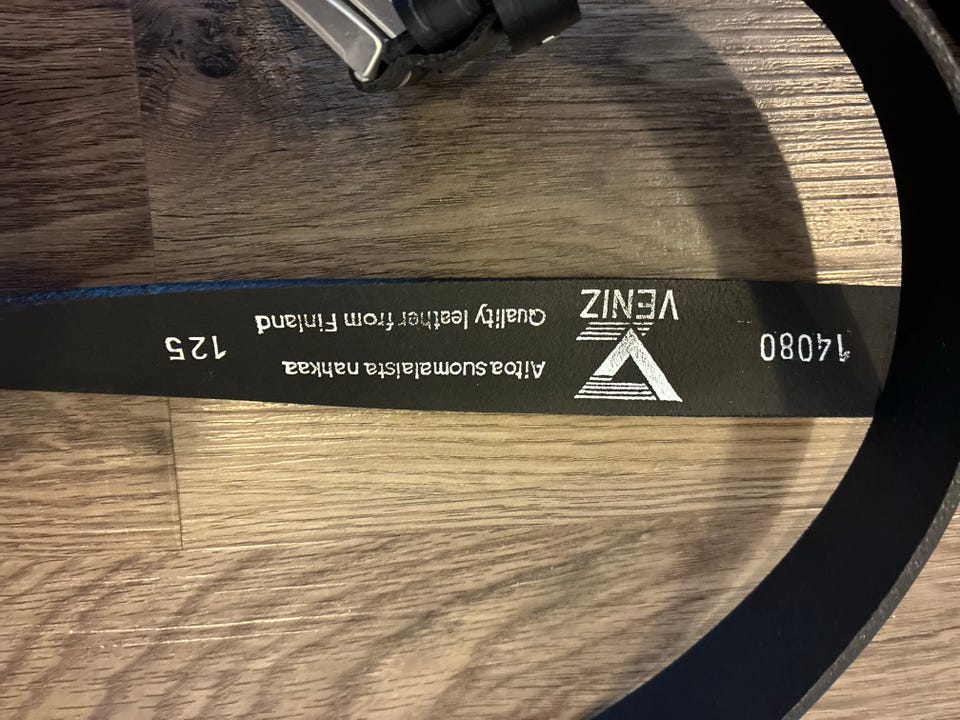 14080
VENIZ
Aitoa suomalaista nahkaa
Quality leather from Finland
125